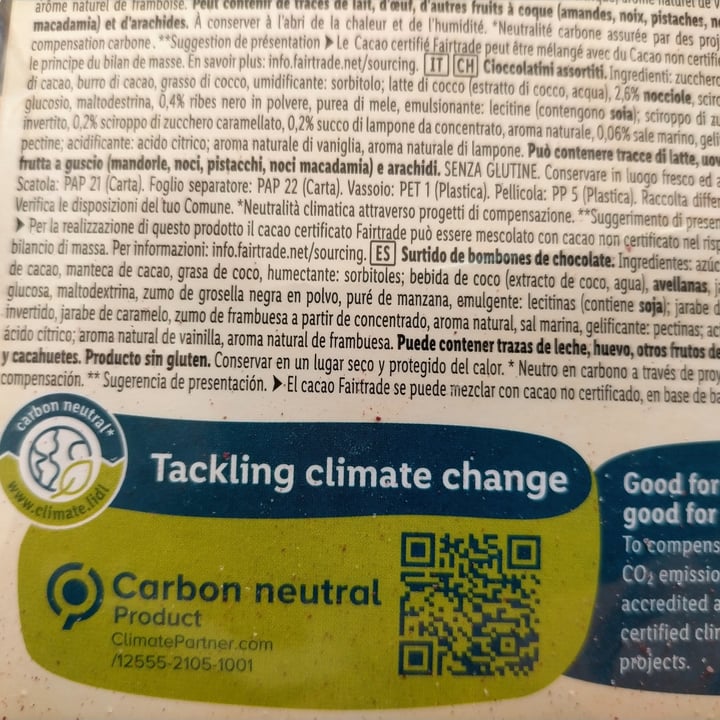 arôme naturel de framboise. Peut contenir de traces de lait, d'œuf, d'autres fruits à coque (amandes, noix, pistaches, n
macadamia) et d'arachides. À conserver à l'abri de la chaleur et de l'humidité. *Neutralité carbone assurée par des proj
compensation carbone. **Suggestion de présentation ▶ Le Cacao certifié Fairtrade peut être mélangé avec du Cacao non certifi
le principe du bilan de masse. En savoir plus: info.fairtrade.net/sourcing. IT CH Cioccolatini assortiti. Ingredienti: zucchero
di cacao, burro di cacao, grasso di cocco, umidificante: sorbitolo; latte di cocco (estratto di cocco, acqua), 2,6% nocciole, sciro
glucosio, maltodestrina, 0,4% ribes nero in polvere, purea di mele, emulsionante: lecitine (contengono soia); sciroppo di zu
invertito, 0,2% sciroppo di zucchero caramellato, 0,2% succo di lampone da concentrato, aroma naturale, 0,06% sale marino, gel
pectine; acidificante: acido citrico; aroma naturale di vaniglia, aroma naturale di lampone. Può contenere tracce di latte, uov
frutta a guscio (mandorle, noci, pistacchi, noci macadamia) e arachidi. SENZA GLUTINE. Conservare in luogo fresco ed a
Scatola: PAP 21 (Carta). Foglio separatore: PAP 22 (Carta). Vassoio: PET 1 (Plastica). Pellicola: PP 5 (Plastica). Raccolta differ
Verifica le disposizioni del tuo Comune. *Neutralità climatica attraverso progetti di compensazione. **Suggerimento di presen
▶ Per la realizzazione di questo prodotto il cacao certificato Fairtrade può essere mescolato con cacao non certificato nel risp
bilancio di massa. Per informazioni: info.fairtrade.net/sourcing. ES Surtido de bombones de chocolate. Ingredientes: azúc
de cacao, manteca de cacao, grasa de coco, humectante: sorbitoles; bebida de coco (extracto de coco, agua), avellanas, ja
glucosa, maltodextrina, zumo de grosella negra en polvo, puré de manzana, emulgente: lecitinas (contiene soja); jarabe d
invertido, jarabe de caramelo, zumo de frambuesa a partir de concentrado, aroma natural, sal marina, gelificante: pectinas; ac
ácido cítrico; aroma natural de vainilla, aroma natural de frambuesa. Puede contener trazas de leche, huevo, otros frutos de
y cacahuetes. Producto sin gluten. Conservar en un lugar seco y protegido del calor. * Neutro en carbono a través de proy
compensación. ** Sugerencia de presentación. ▶ El cacao Fairtrade se puede mezclar con cacao no certificado, en base de ba
carbon neutral*
www.climate.lidl
Tackling climate change
Carbon neutral
Product
ClimatePartner.com
/12555-2105-1001
Good for
good for
To compens
CO₂ emissio
accredited a
certified clim
projects.